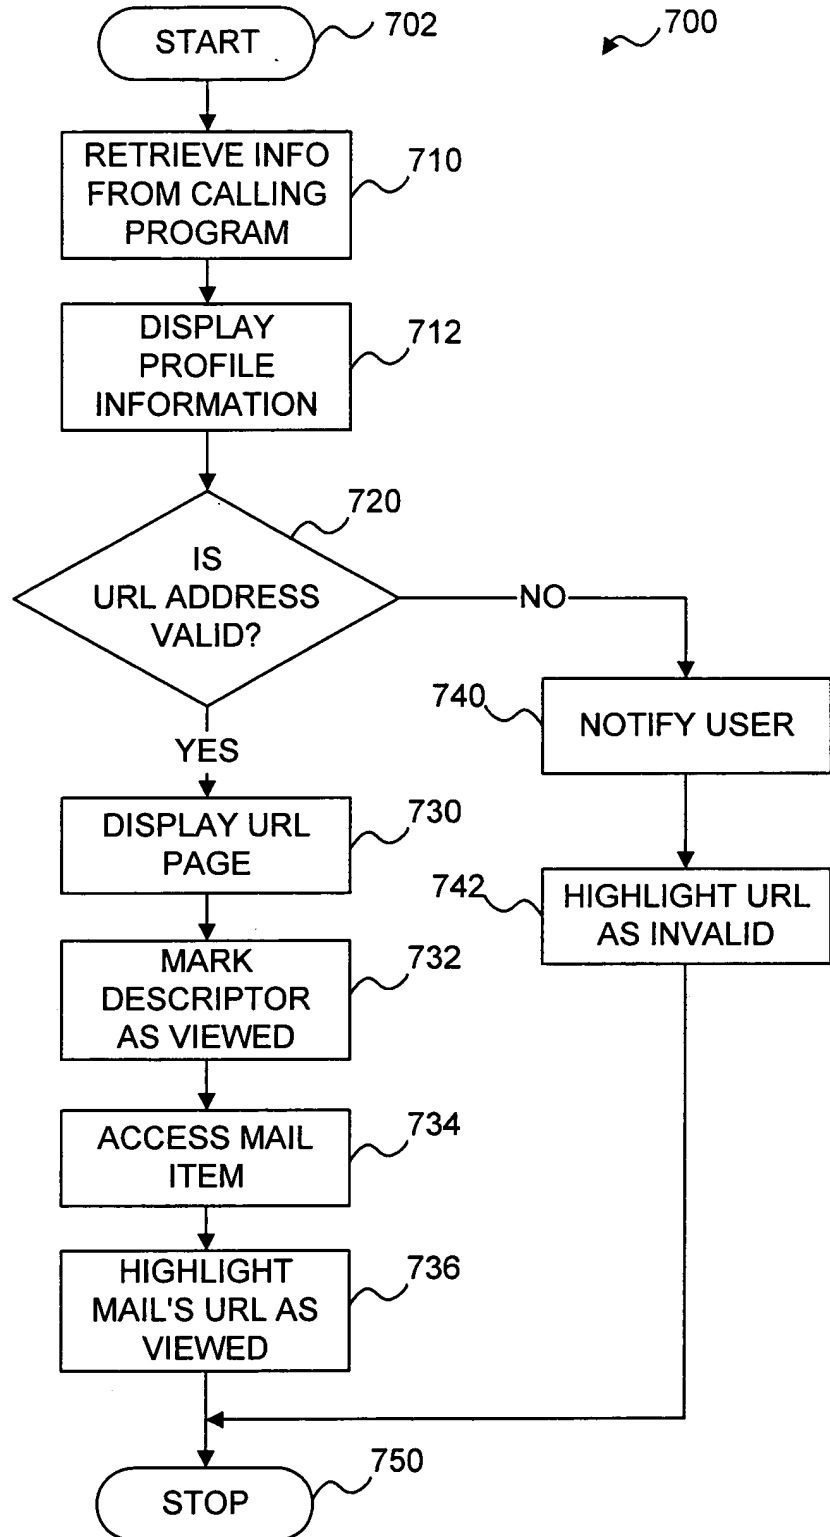 START
702
700
RETRIEVE INFO
FROM CALLING
PROGRAM
710
DISPLAY
PROFILE
INFORMATION
712
720
IS
URL ADDRESS
VALID?
NO
YES
740
NOTIFY USER
DISPLAY URL
PAGE
730
742
HIGHLIGHT URL
AS INVALID
MARK
DESCRIPTOR
AS VIEWED
732
ACCESS MAIL
ITEM
734
HIGHLIGHT
MAIL'S URL AS
VIEWED
736
STOP
750